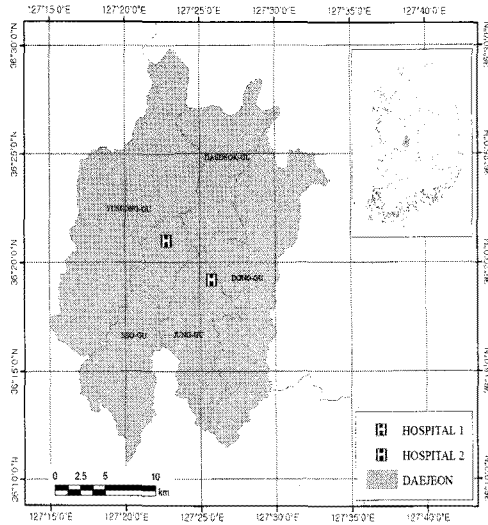 127°15'0"E 127°20'0"E 127°25'0"E 127°30'0"E 127°35'0"E 127°40'0"E
36°30'0"N
36°25'0"N
DAEDEOK-GU
YUSEONG-GU
H
36°20'0"N
H DONG-GU
SEO-GU JUNG-GU
36°15'0"N
H HOSPITAL 1
H HOSPITAL 2
DAEJEON
0 2.5 5 10
km
36°10'0"N
127°15'0"E 127°20'0"E 127°25'0"E 127°30'0"E 127°35'0"E 127°40'0"E